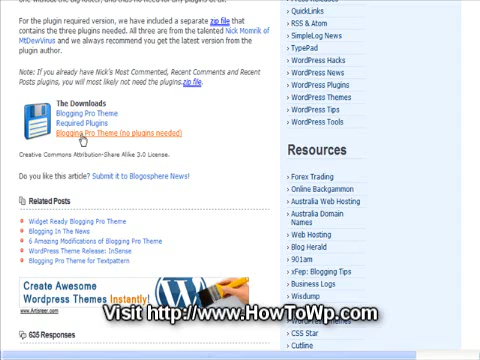 For the plugin required version, we have included a separate zip file that
contains the three plugins needed. All three are from the talented Nick Momrik of
MtDewVirus and we always recommend you get the latest version from the
plugin author.
Note: If you already have Nick's Most Commented, Recent Comments and Recent
Posts plugins, you will most likely not need the plugins.zip file.
The Downloads
Blogging Pro Theme
Required Plugins
Blogging Pro Theme (no plugins needed)
Creative Commons Attribution-Share Alike 3.0 License.
Do you like this article? Submit it to Blogosphere News!
Related Posts
Widget Ready Blogging Pro Theme
Blogging In The News
6 Amazing Modifications of Blogging Pro Theme
WordPress Theme Release: InSense
Blogging Pro Theme for Textpattern
Create Awesome
Wordpress Themes Instantly!
www.Artisteer.com
635 Responses
› QuickLinks
› RSS & Atom
› SimpleLog News
› TypePad
› WordPress Hacks
› WordPress News
› WordPress Plugins
› WordPress Themes
› WordPress Tips
› WordPress Tools
Resources
› Forex Trading
› Online Backgammon
› Australia Web Hosting
› Australia Domain
Names
› Web Hosting
› Blog Herald
› 901am
› xFep: Blogging Tips
› Business Logs
› Wisdump
› CSS Star
› Cutline
Visit http://www.HowToWp.com